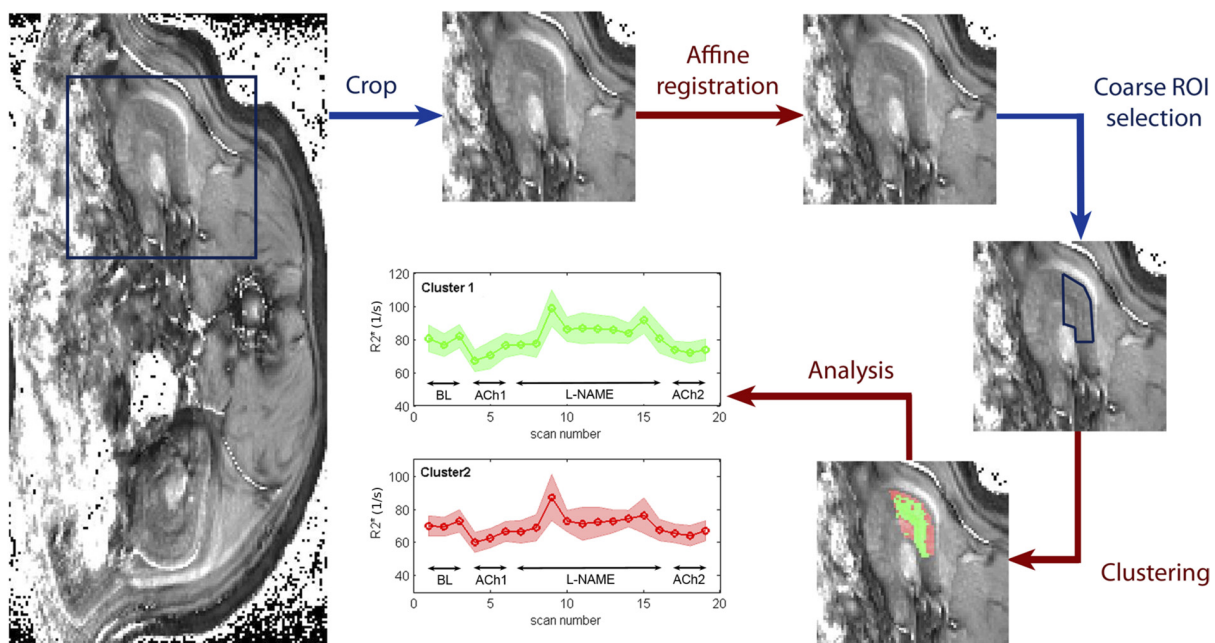 Crop
Affine
registration
Coarse ROI
selection
Cluster 1
R2* (1/s)
120
100
80
60
40
BL
ACh1
L-NAME
ACh2
0
5
10
15
20
scan number
Analysis
Cluster2
R2* (1/s)
100
80
60
40
BL
ACh1
L-NAME
ACh2
0
5
10
15
20
scan number
Clustering